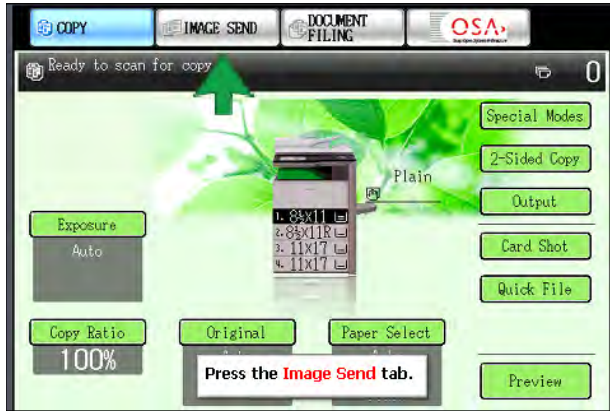 COPY
IMAGE SEND
DOCUMENT
FILING
OSA
Ready to scan for copy.
0
Special Modes
Plain
2-Sided Copy
Output
1. 8½X11
2. 8½X11R
3. 11X17
4. 11X17
Exposure
Auto
Card Shot
Quick File
Copy Ratio
100%
Original
Paper Select
Press the Image Send tab.
Preview